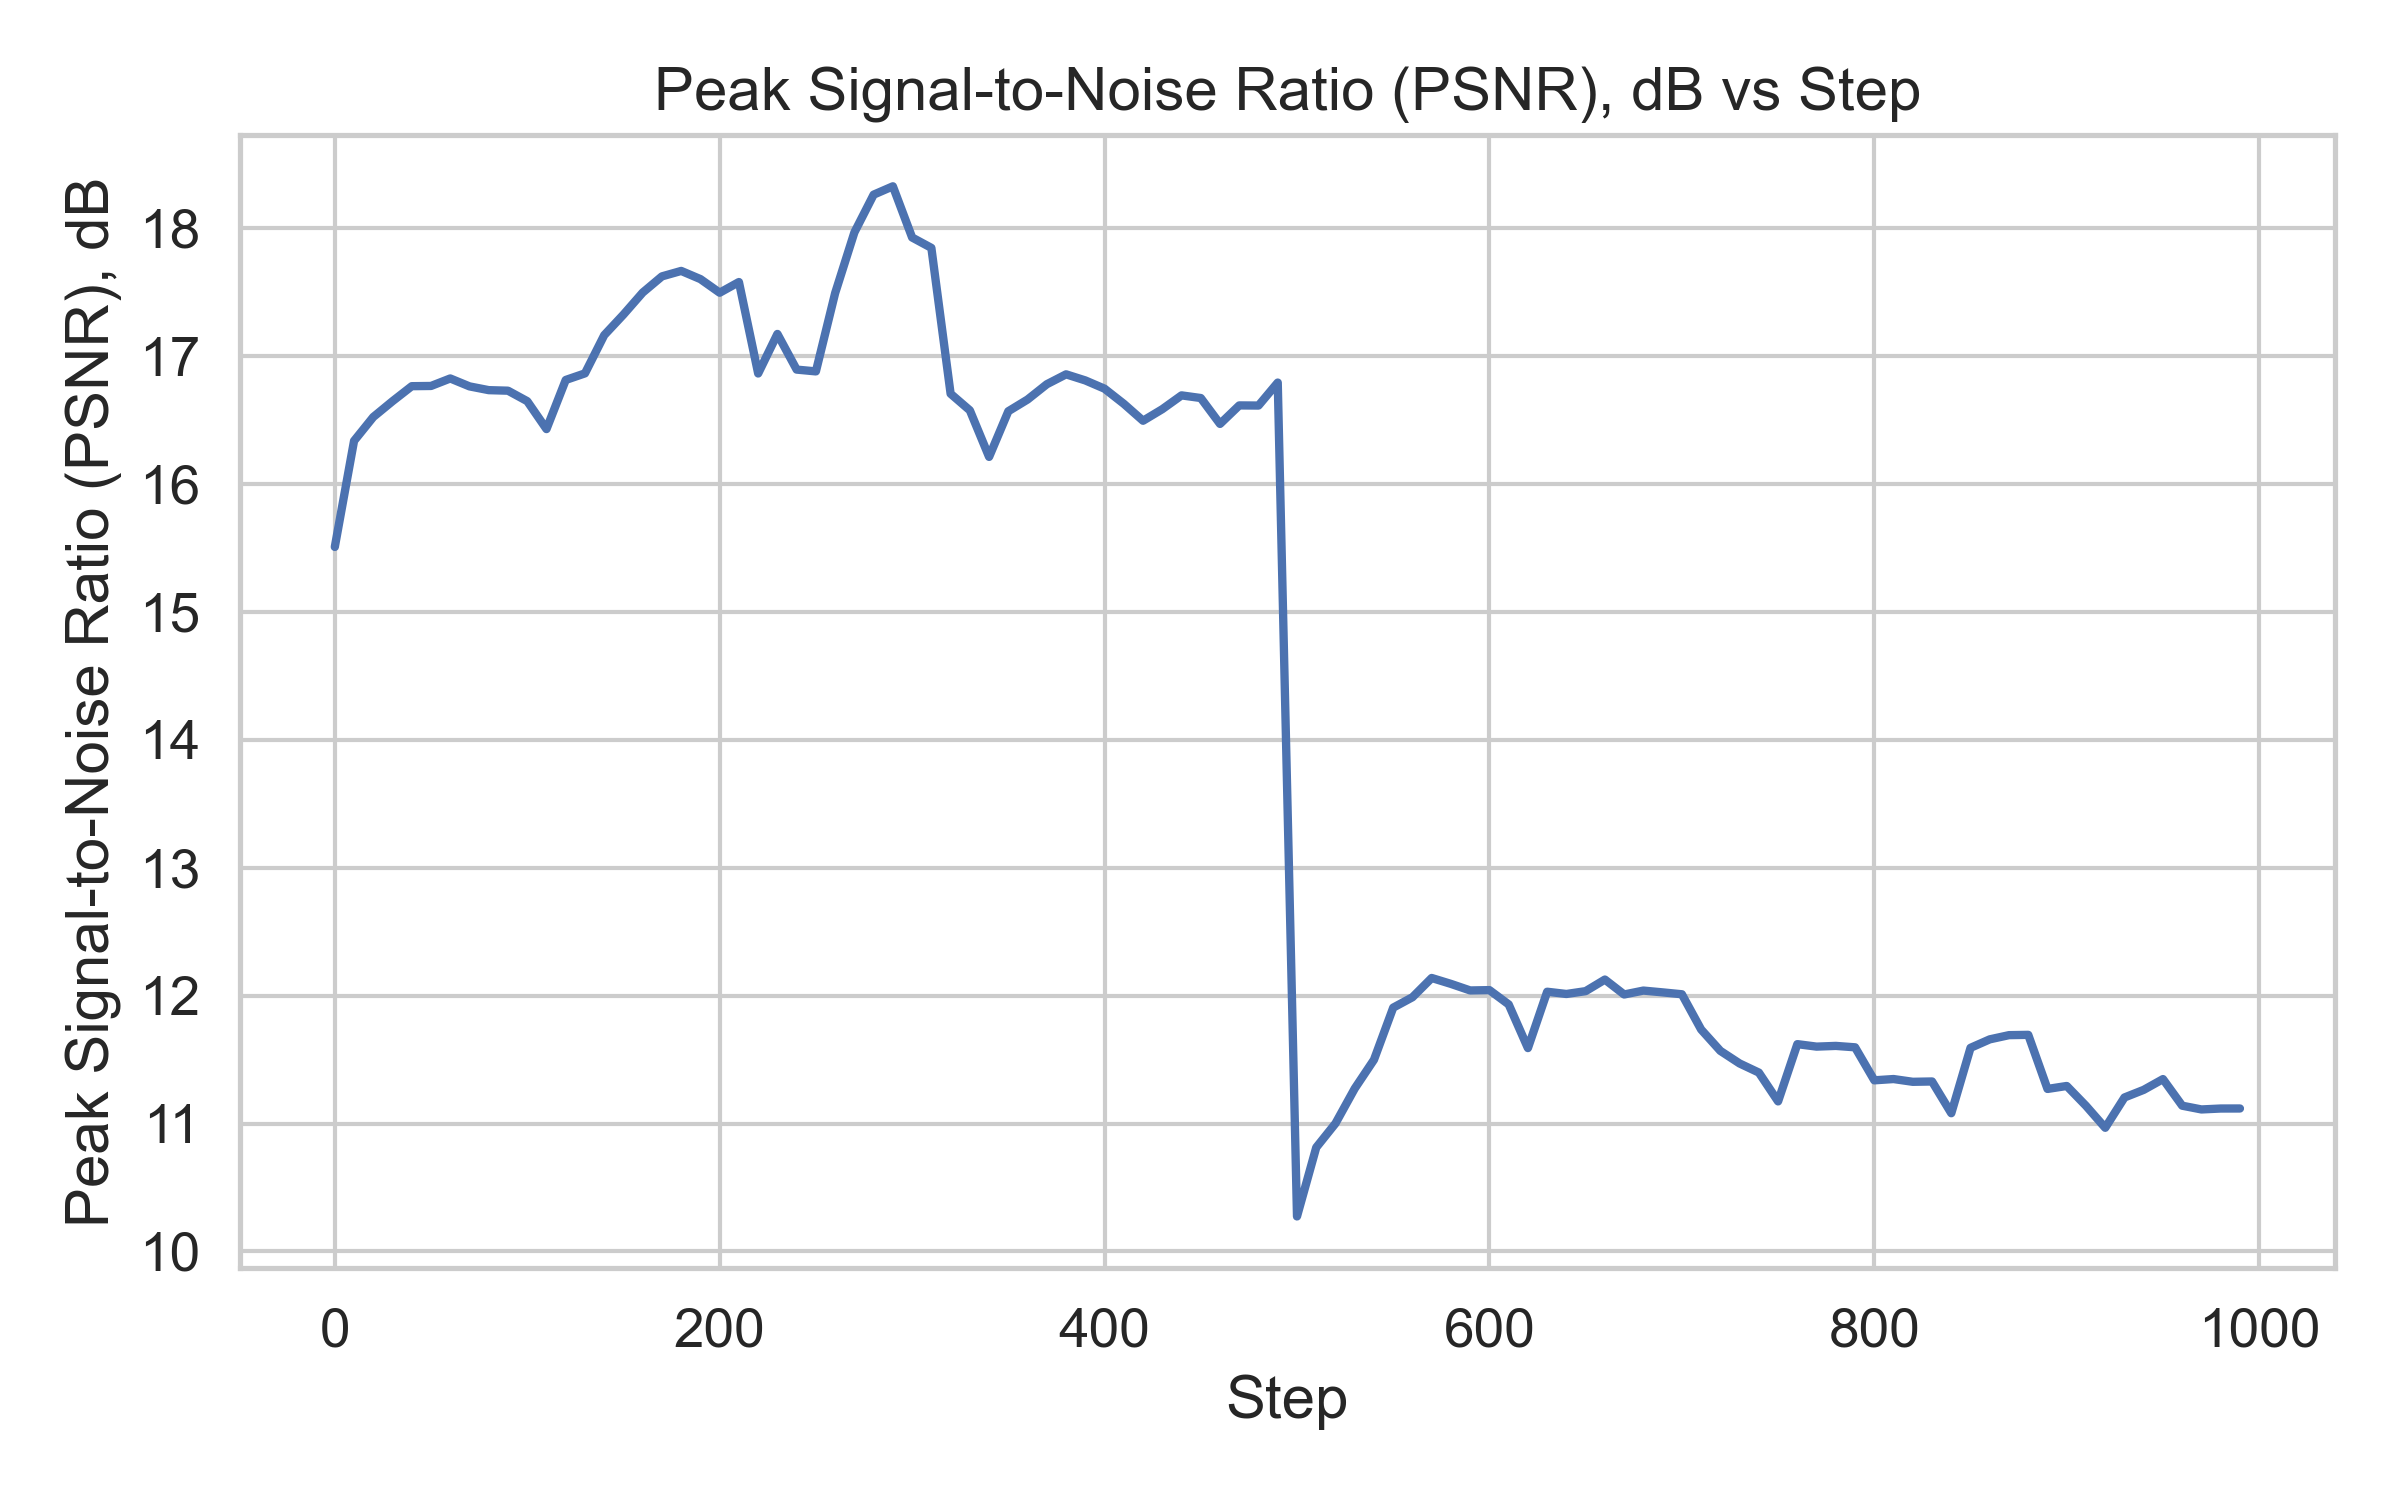 Peak Signal-to-Noise Ratio (PSNR), dB vs Step
Peak Signal-to-Noise Ratio (PSNR), dB
18
17
16
15
14
13
12
11
10
0 200 400 600 800 1000
Step